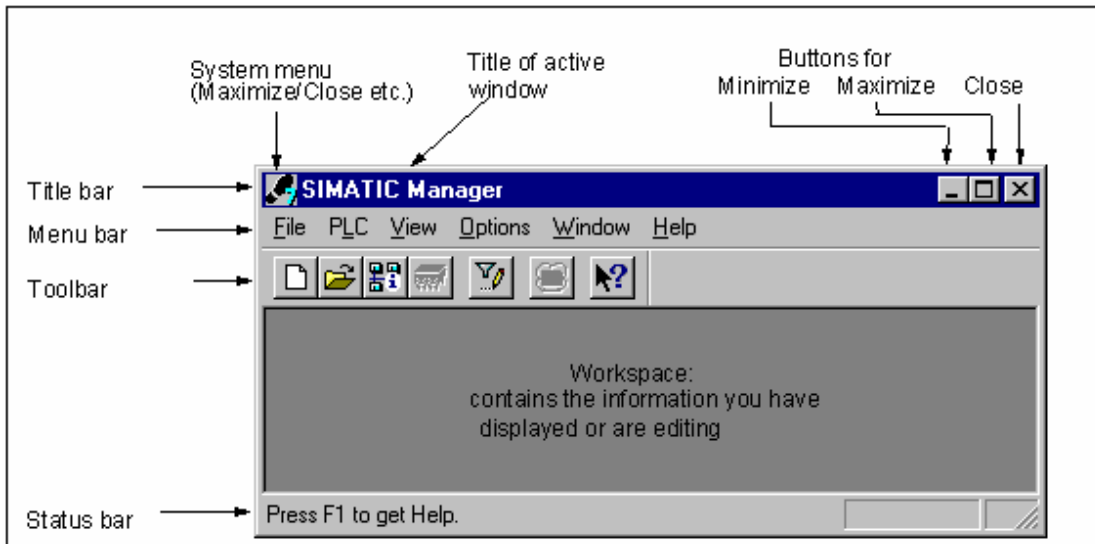 System menu
(Maximize/Close etc.)
Title of active
window
Buttons for
Minimize Maximize Close
Title bar
SIMATIC Manager
Menu bar
File PLC View Options Window Help
Toolbar
Workspace:
contains the information you have
displayed or are editing
Status bar
Press F1 to get Help.